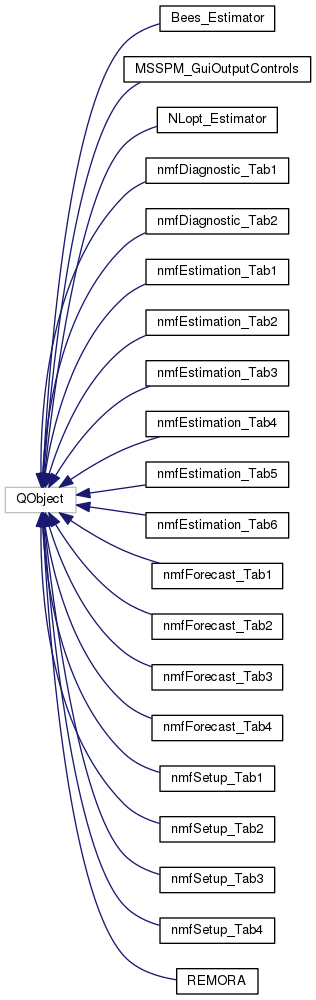 Bees_Estimator
MSSPM_GuiOutputControls
NLopt_Estimator
nmfDiagnostic_Tab1
nmfDiagnostic_Tab2
nmfEstimation_Tab1
nmfEstimation_Tab2
nmfEstimation_Tab3
nmfEstimation_Tab4
nmfEstimation_Tab5
QObject
nmfEstimation_Tab6
nmfForecast_Tab1
nmfForecast_Tab2
nmfForecast_Tab3
nmfForecast_Tab4
nmfSetup_Tab1
nmfSetup_Tab2
nmfSetup_Tab3
nmfSetup_Tab4
REMORA